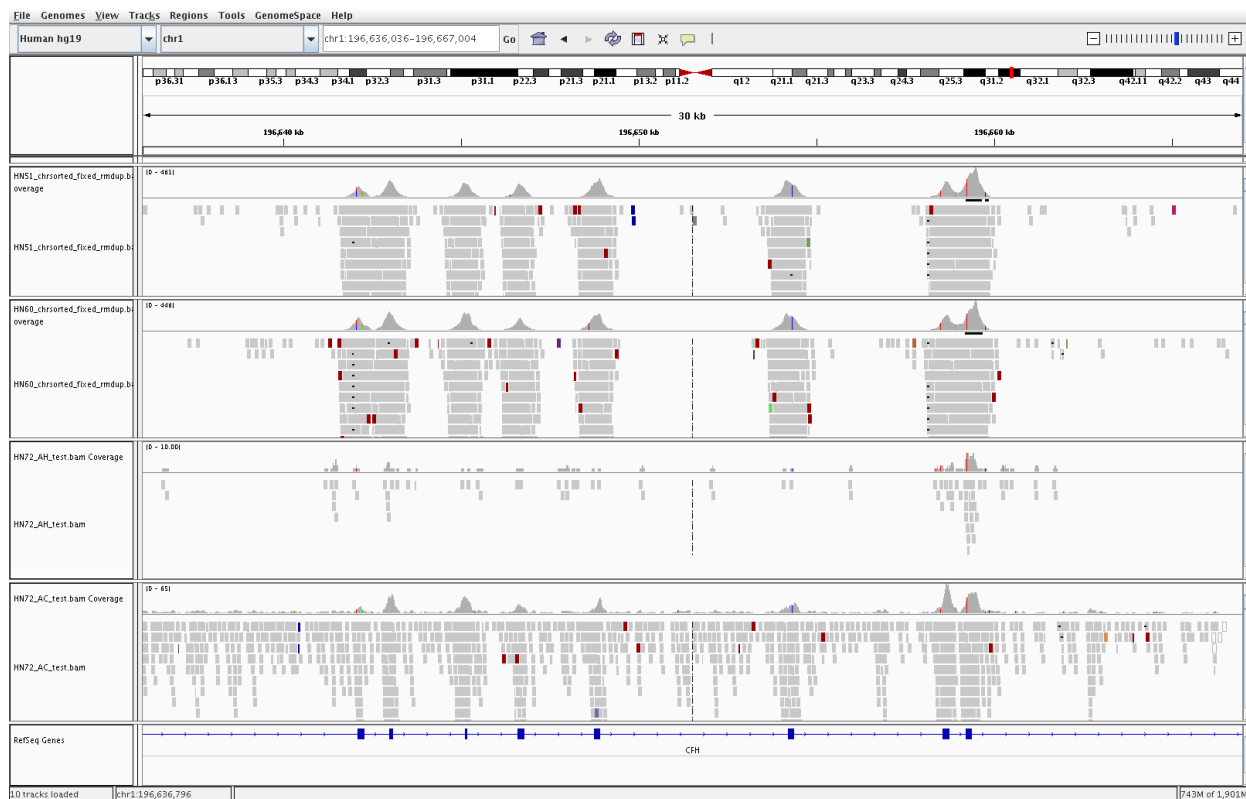 File Genomes View Tracks Regions Tools GenomeSpace Help
Human hg19 chr1 chr1:196,636,036-196,667,004 Go
p36.31 p36.13 p35.3 p34.3 p34.1 p32.3 p31.3 p31.1 p22.3 p21.3 p21.1 p13.2 p11.2 q12 q21.1 q21.3 q23.3 q24.3 q25.3 q31.2 q32.1 q32.3 q42.11 q42.2 q43 q44
30 kb
196,640 kb 196,650 kb 196,660 kb
HN51_chrsorted_fixed_rmdup.ba
overage
[0 - 461]
HN51_chrsorted_fixed_rmdup.ba
HN60_chrsorted_fixed_rmdup.ba
overage
[0 - 446]
HN60_chrsorted_fixed_rmdup.ba
HN72_AH_test.bam Coverage
[0 - 10.00]
HN72_AH_test.bam
HN72_AC_test.bam Coverage
[0 - 65]
HN72_AC_test.bam
RefSeq Genes
CFH
10 tracks loaded chr1:196,636,796 743M of 1,901M